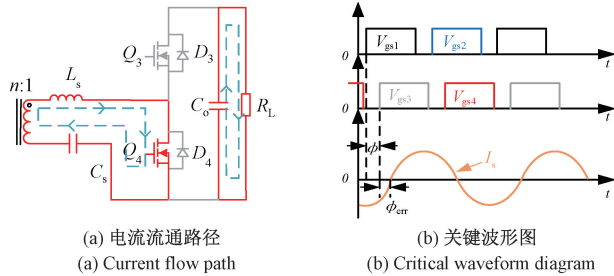 Q3
D3
n:1
Ls
Cs
Q4
D4
Co
RL
0
Vgs1
Vgs2
t
0
Vgs3
Vgs4
t
ϕ
0
Is
t
ϕerr
(a) 电流流通路径
(a) Current flow path
(b) 关键波形图
(b) Critical waveform diagram